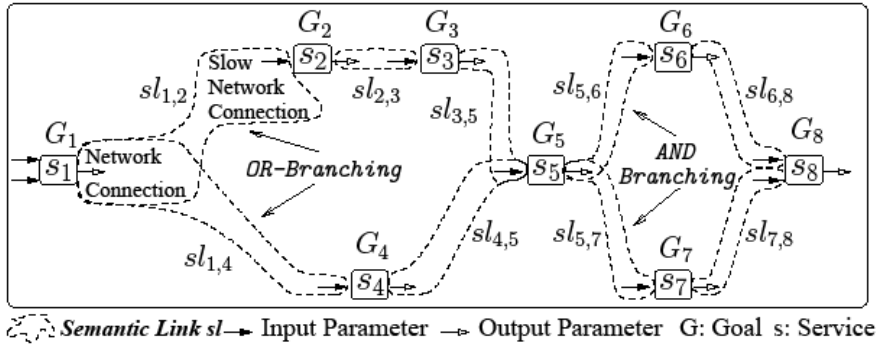 G2 G3 G6
s2 s3 s6
Slow
Network
Connection
sl1,2 sl2,3 sl3,5 sl5,6 sl6,8
G1 G5 G8
s1 Network
Connection
OR-Branching
s5
AND
Branching
s8
sl1,4 G4 sl4,5 sl5,7 G7 sl7,8
s4 s7
Semantic Link sl Input Parameter Output Parameter G: Goal s: Service